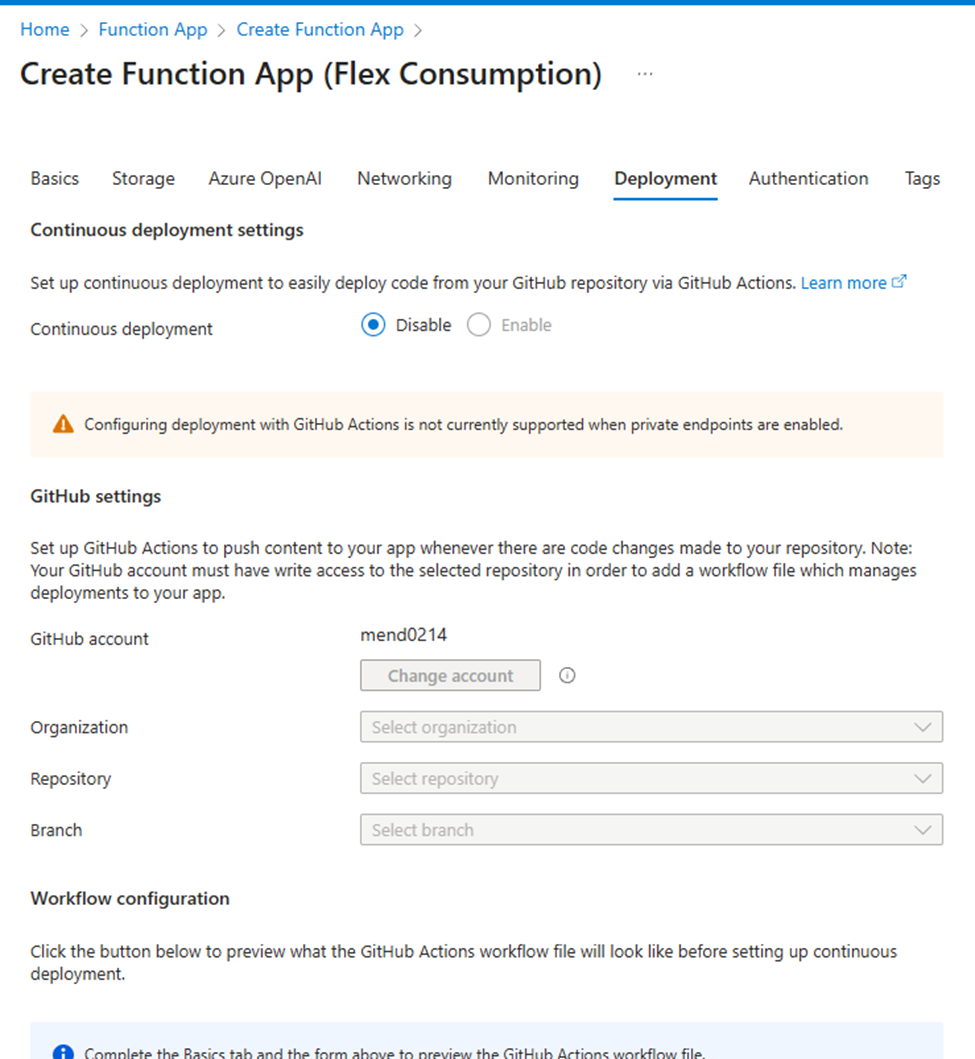 Home > Function App > Create Function App >
Create Function App (Flex Consumption) ...
Basics Storage Azure OpenAI Networking Monitoring Deployment Authentication Tags
Continuous deployment settings
Set up continuous deployment to easily deploy code from your GitHub repository via GitHub Actions. Learn more
Continuous deployment Disable Enable
Configuring deployment with GitHub Actions is not currently supported when private endpoints are enabled.
GitHub settings
Set up GitHub Actions to push content to your app whenever there are code changes made to your repository. Note:
Your GitHub account must have write access to the selected repository in order to add a workflow file which manages
deployments to your app.
GitHub account mend0214
Change account
Organization Select organization
Repository Select repository
Branch Select branch
Workflow configuration
Click the button below to preview what the GitHub Actions workflow file will look like before setting up continuous
deployment.
Complete the Basics tab and the form above to preview the GitHub Actions workflow file.